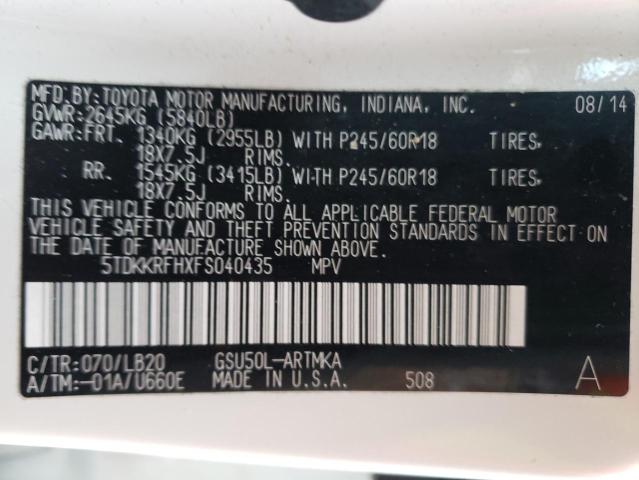 MFD.BY:TOYOTA MOTOR MANUFACTURING, INDIANA, INC. 08/14
GVWR:2645KG (5840LB)
GAWR:FRT. 1340KG (2955LB) WITH P245/60R18 TIRES,
18X7.5J RIMS.
RR. 1545KG (3415LB) WITH P245/60R18 TIRES,
18X7.5J RIMS.
THIS VEHICLE CONFORMS TO ALL APPLICABLE FEDERAL MOTOR
VEHICLE SAFETY AND THEFT PREVENTION STANDARDS IN EFFECT ON
THE DATE OF MANUFACTURE SHOWN ABOVE.
5TDKKRFHXFS040435 MPV
C/TR:070/LB20 GSU50L-ARTMKA
A/TM:-01A/U660E MADE IN U.S.A. 508 A